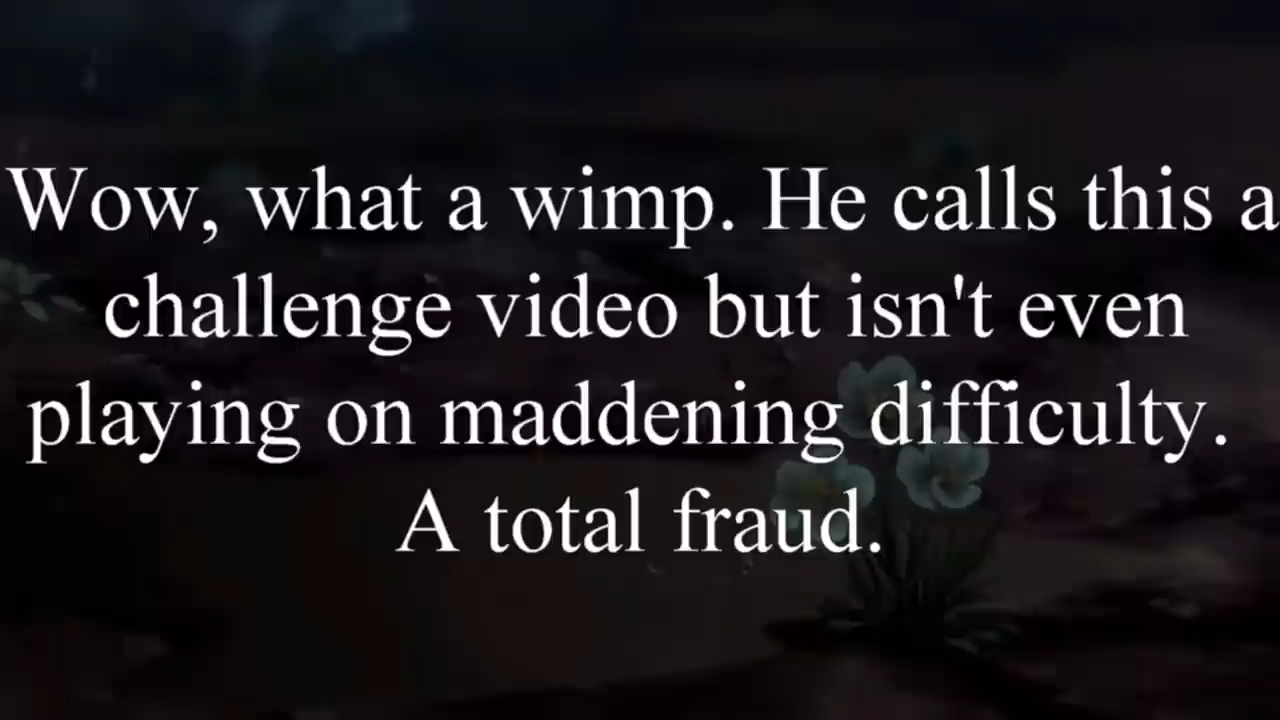 Wow, what a wimp. He calls this a
challenge video but isn't even
playing on maddening difficulty.
A total fraud.